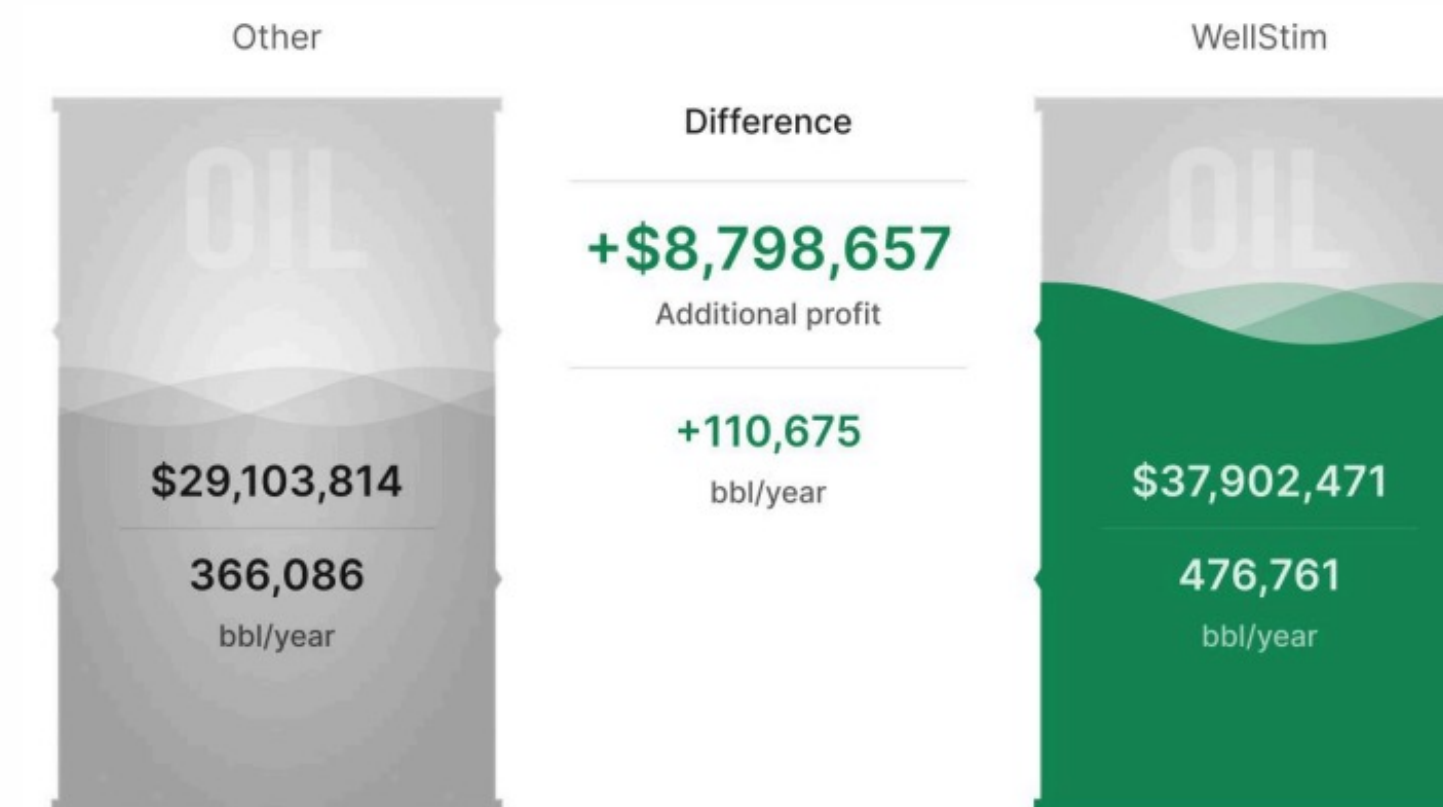 Other
OIL
$29,103,814
366,086
bbl/year
Difference
+$8,798,657
Additional profit
+110,675
bbl/year
WellStim
OIL
$37,902,471
476,761
bbl/year